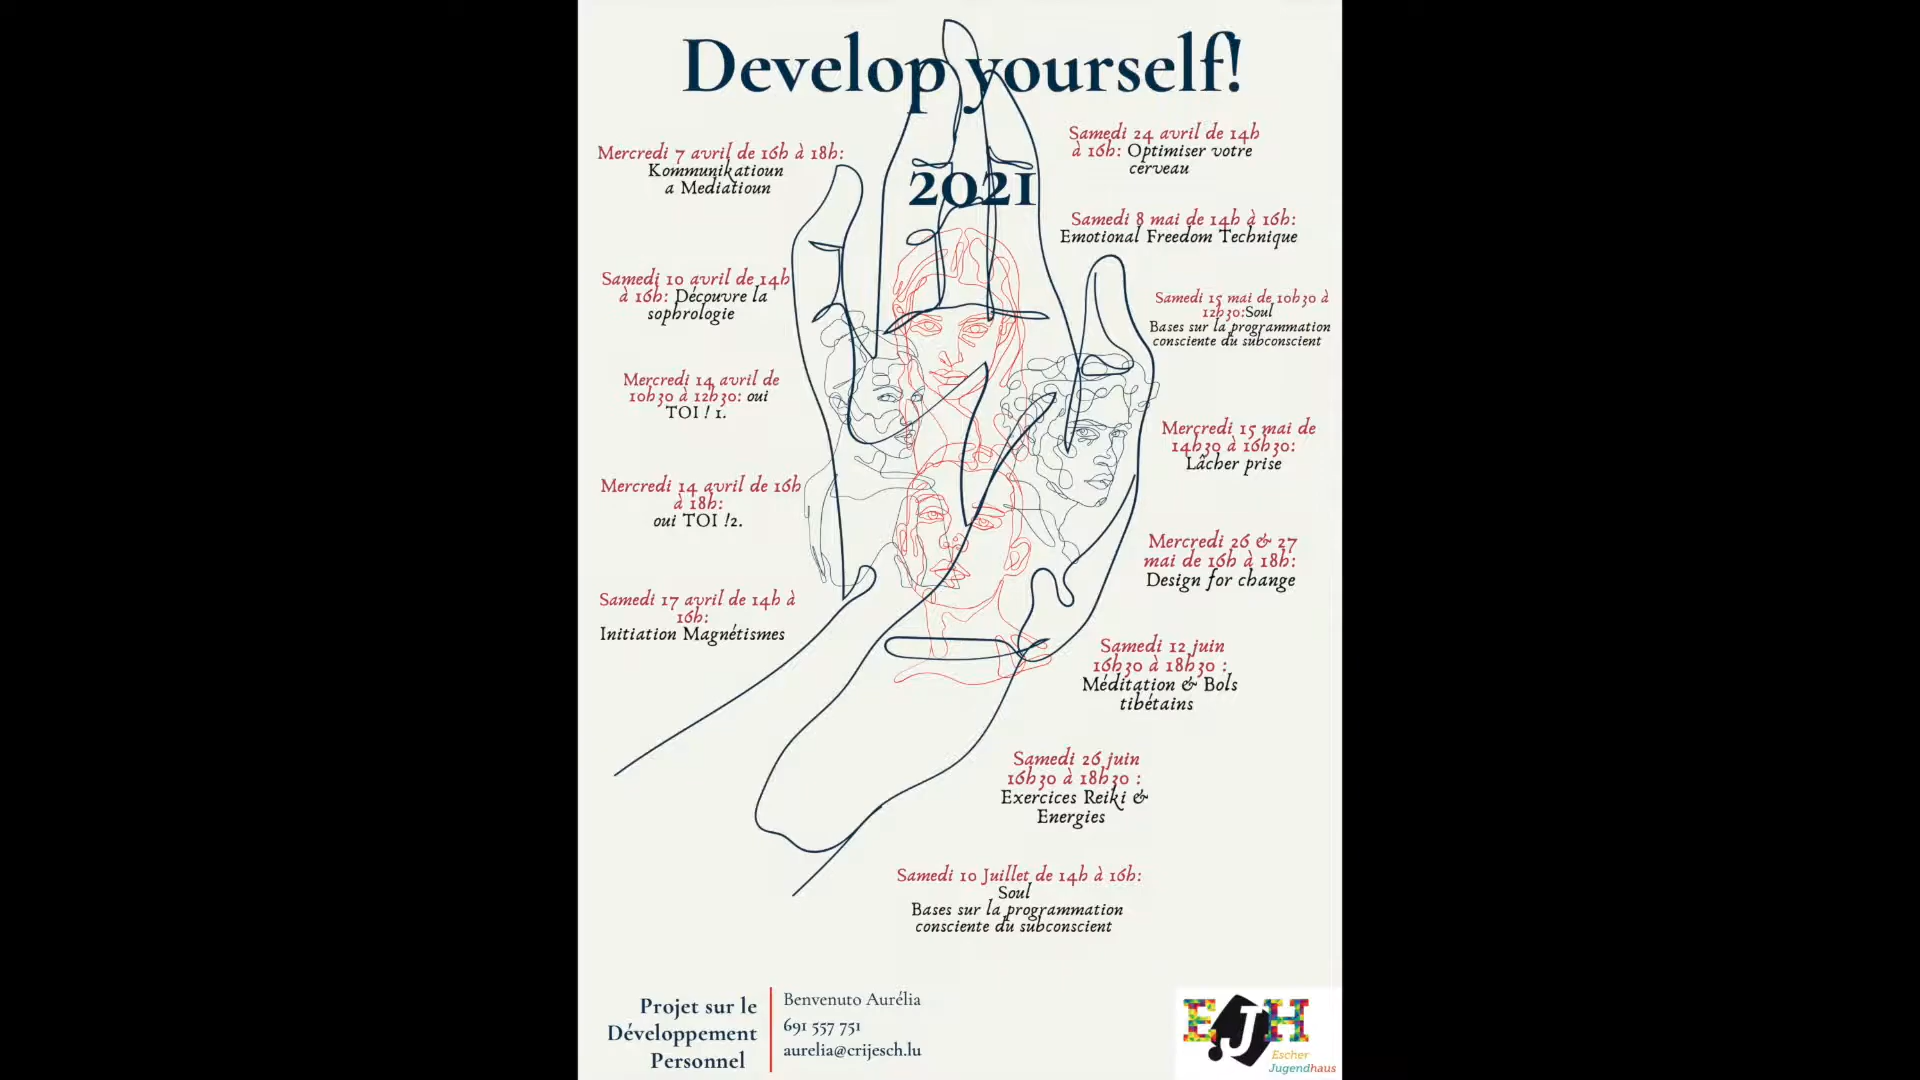 Develop yourself!
2021
Mercredi 7 avril de 16h à 18h:
Kommunikatioun
a Mediatioun
Samedi 10 avril de 14h
à 16h: Découvre la
sophrologie
Mercredi 14 avril de
10h30 à 12h30: oui
TOI ! 1.
Mercredi 14 avril de 16h
à 18h:
oui TOI !2.
Samedi 17 avril de 14h à
16h:
Initiation Magnétismes
Samedi 24 avril de 14h
à 16h: Optimiser votre
cerveau
Samedi 8 mai de 14h à 16h:
Emotional Freedom Technique
Samedi 15 mai de 10h30 à
12h30:Soul
Bases sur la programmation
consciente du subconscient
Mercredi 15 mai de
14h30 à 16h30:
Lâcher prise
Mercredi 26 & 27
mai de 16h à 18h:
Design for change
Samedi 12 juin
16h30 à 18h30 :
Méditation & Bols
tibétains
Samedi 26 juin
16h30 à 18h30 :
Exercices Reiki &
Energies
Samedi 10 Juillet de 14h à 16h:
Soul
Bases sur la programmation
consciente du subconscient
Projet sur le
Développement
Personnel
Benvenuto Aurélia
691 557 751
aurelia@crijesch.lu
EJH
Escher
Jugendhaus